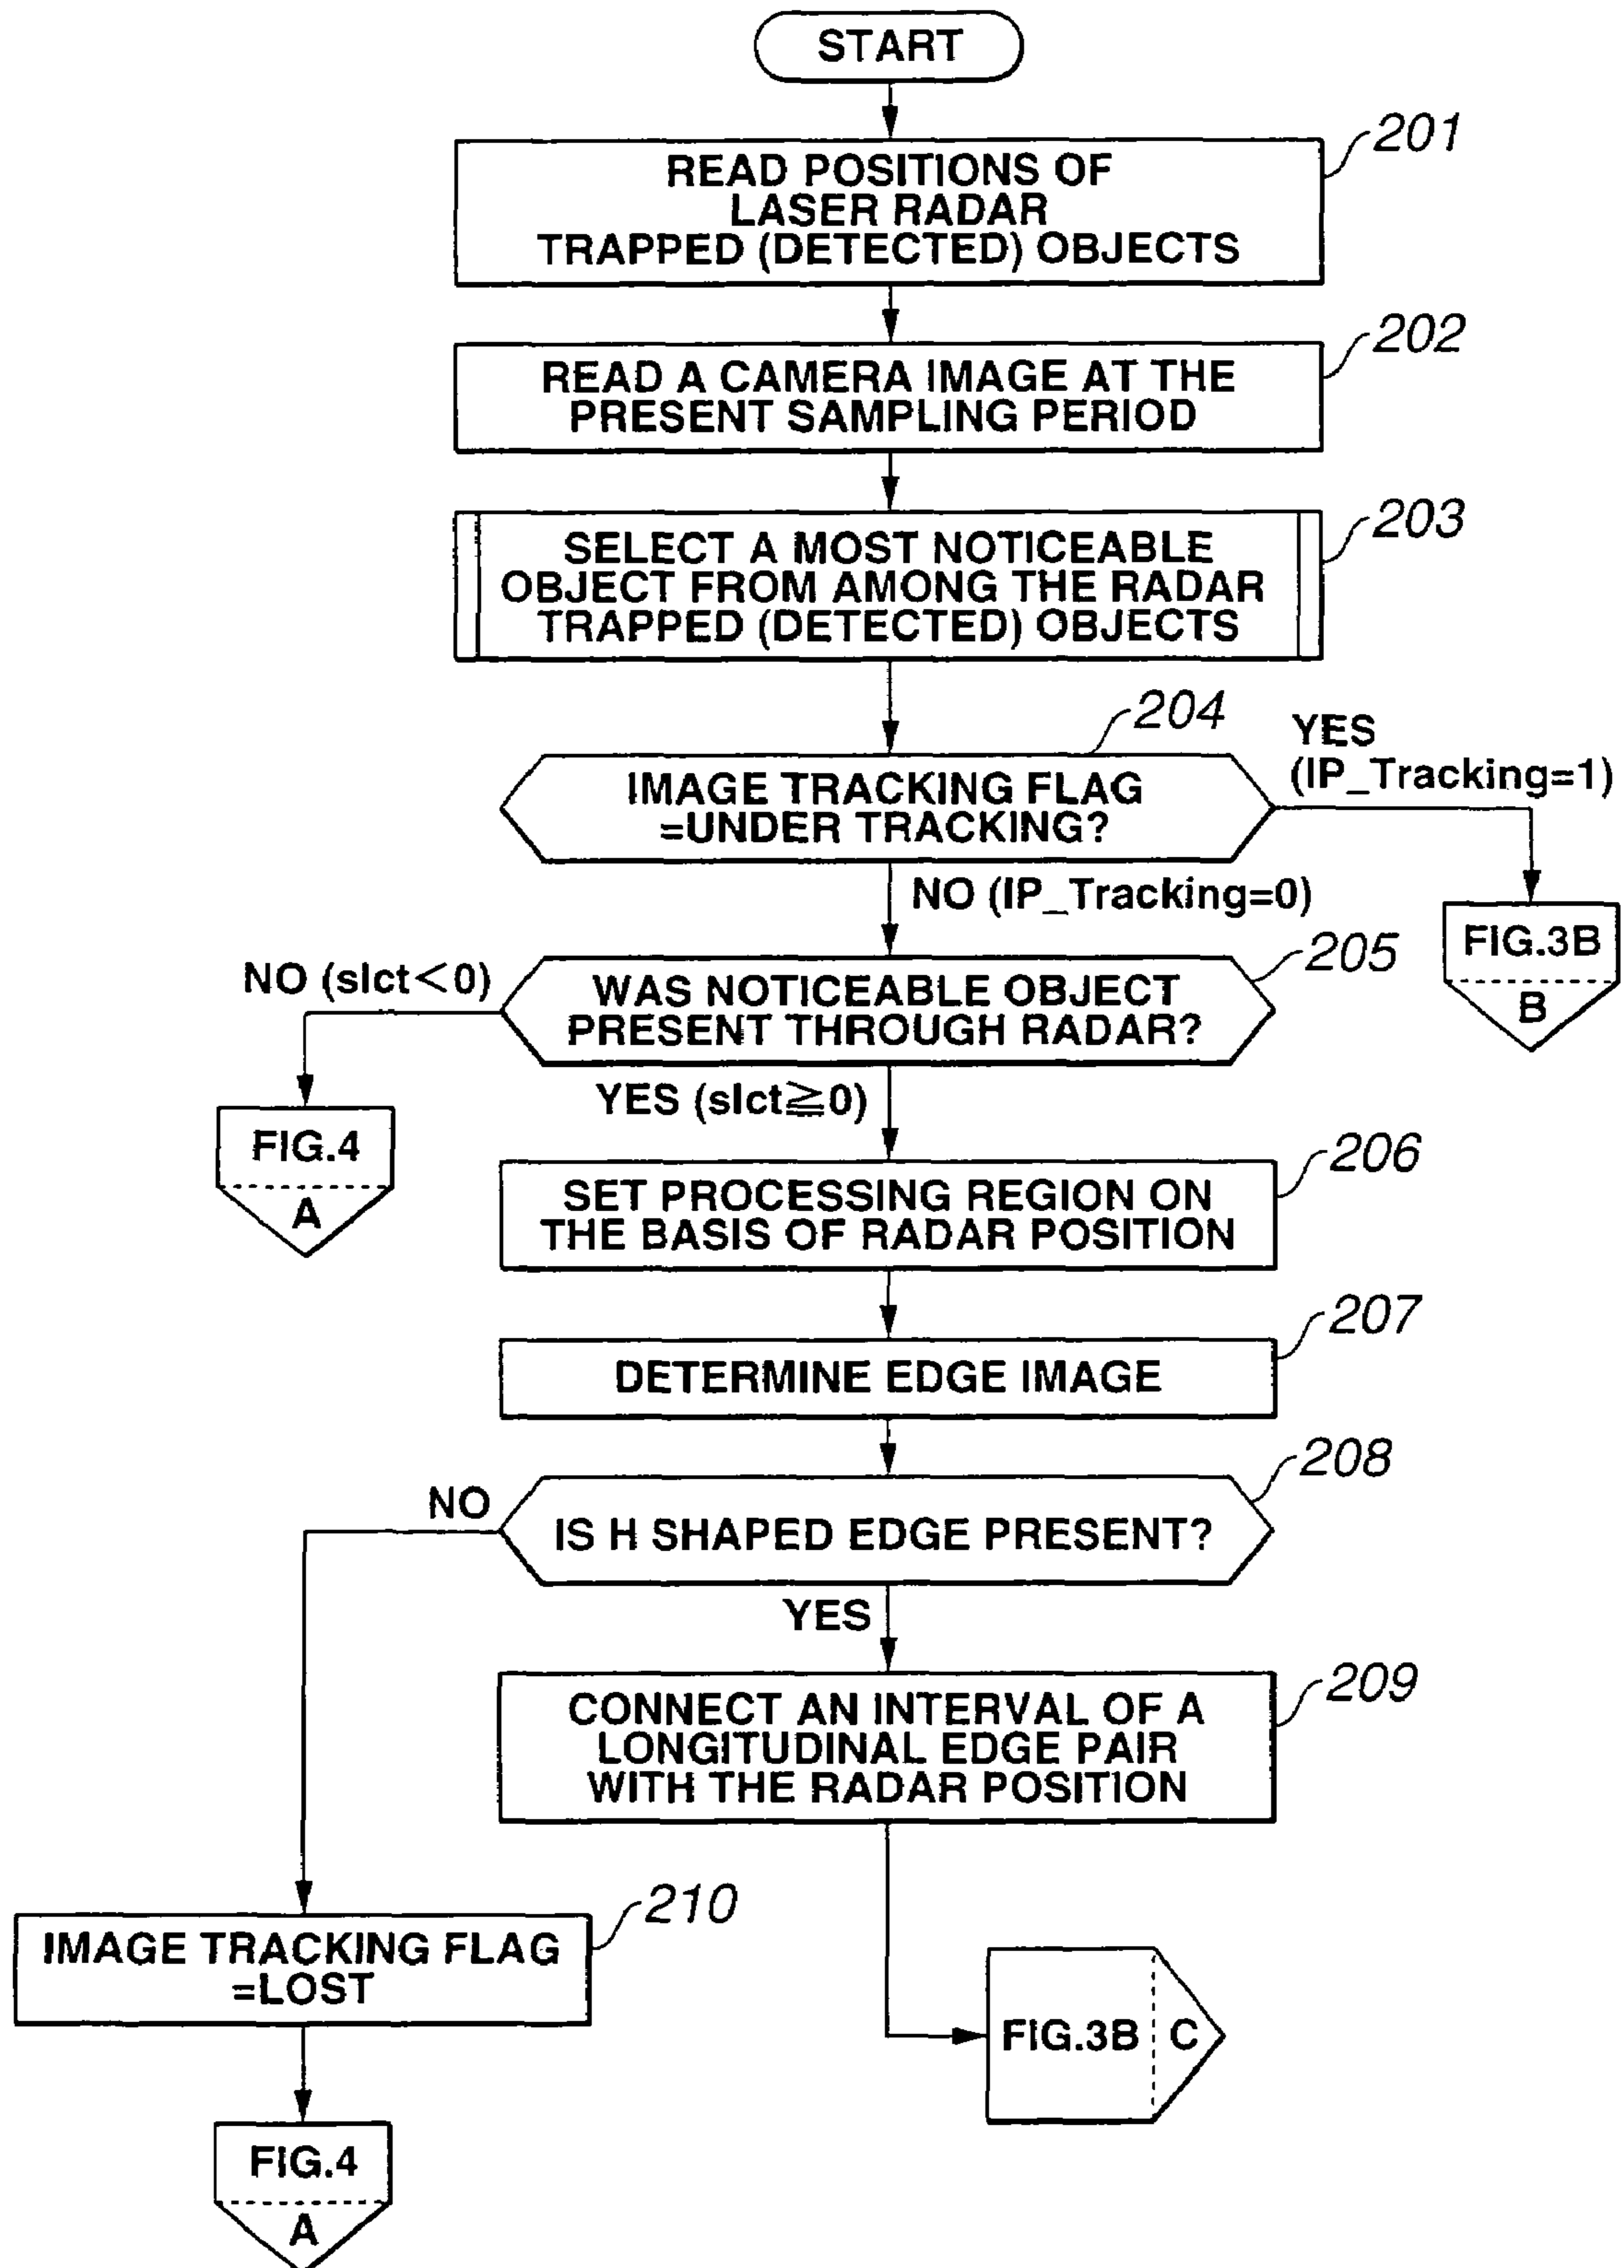 START
201
READ POSITIONS OF
LASER RADAR
TRAPPED (DETECTED) OBJECTS
202
READ A CAMERA IMAGE AT THE
PRESENT SAMPLING PERIOD
203
SELECT A MOST NOTICEABLE
OBJECT FROM AMONG THE RADAR
TRAPPED (DETECTED) OBJECTS
204
IMAGE TRACKING FLAG
=UNDER TRACKING?
YES
(IP_Tracking=1)
NO (IP_Tracking=0)
FIG.3B
B
205
WAS NOTICEABLE OBJECT
PRESENT THROUGH RADAR?
NO (slct<0)
FIG.4
A
YES (slct≧0)
206
SET PROCESSING REGION ON
THE BASIS OF RADAR POSITION
207
DETERMINE EDGE IMAGE
208
IS H SHAPED EDGE PRESENT?
NO
YES
209
CONNECT AN INTERVAL OF A
LONGITUDINAL EDGE PAIR
WITH THE RADAR POSITION
210
IMAGE TRACKING FLAG
=LOST
FIG.3B C
FIG.4
A